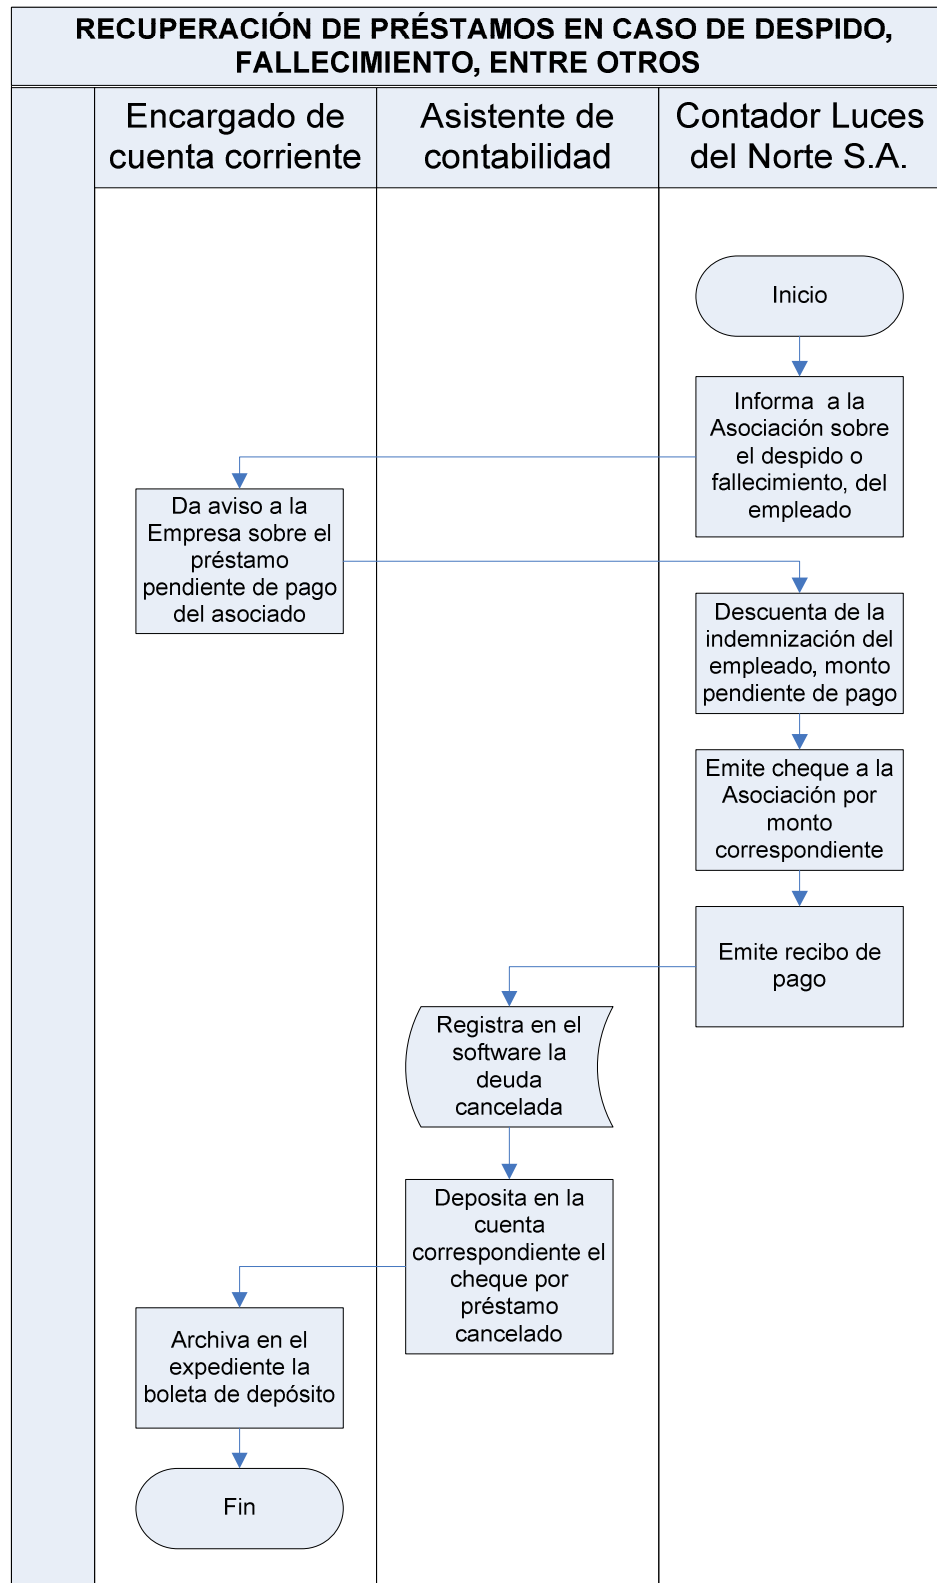 RECUPERACIÓN DE PRÉSTAMOS EN CASO DE DESPIDO,
FALLECIMIENTO, ENTRE OTROS
Encargado de
cuenta corriente
Asistente de
contabilidad
Contador Luces
del Norte S.A.
Inicio
Informa a la
Asociación sobre
el despido o
fallecimiento, del
empleado
Da aviso a la
Empresa sobre el
préstamo
pendiente de pago
del asociado
Descuenta de la
indemnización del
empleado, monto
pendiente de pago
Emite cheque a la
Asociación por
monto
correspondiente
Emite recibo de
pago
Registra en el
software la
deuda
cancelada
Deposita en la
cuenta
correspondiente el
cheque por
préstamo
cancelado
Archiva en el
expediente la
boleta de depósito
Fin